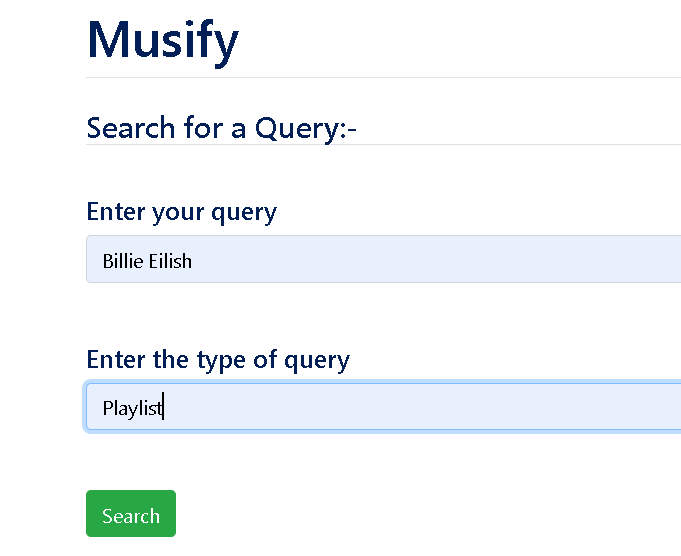 Musify
Search for a Query:-
Enter your query
Billie Eilish
Enter the type of query
Playlist
Search